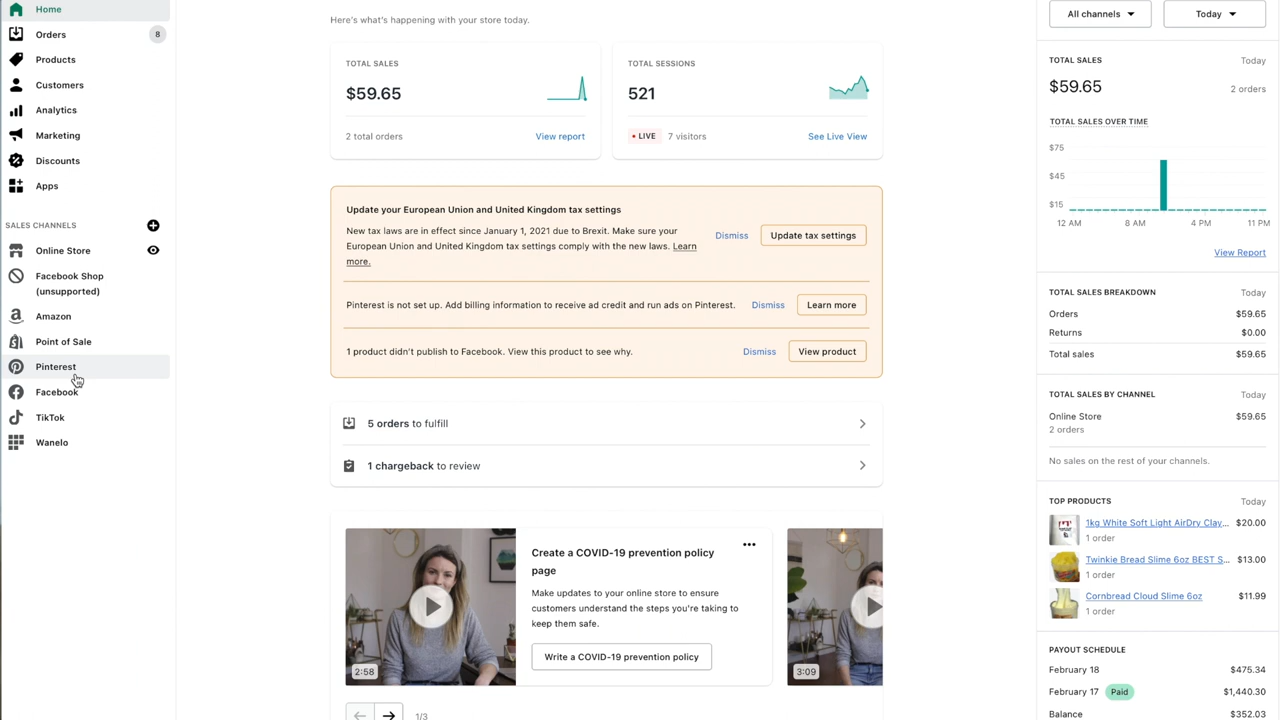 Home
Orders
8
Products
Customers
Analytics
Marketing
Discounts
Apps
SALES CHANNELS
Online Store
Facebook Shop
(unsupported)
Amazon
Point of Sale
Pinterest
Facebook
TikTok
Wanelo
Here's what's happening with your store today.
TOTAL SALES
$59.65
2 total orders
View report
TOTAL SESSIONS
521
• LIVE 7 visitors
See Live View
Update your European Union and United Kingdom tax settings
New tax laws are in effect since January 1, 2021 due to Brexit. Make sure your
European Union and United Kingdom tax settings comply with the new laws. Learn
more.
Dismiss
Update tax settings
Pinterest is not set up. Add billing information to receive ad credit and run ads on Pinterest.
Dismiss
Learn more
1 product didn't publish to Facebook. View this product to see why.
Dismiss
View product
5 orders to fulfill
1 chargeback to review
2:58
Create a COVID-19 prevention policy
page
Make updates to your online store to ensure
customers understand the steps you're taking to
keep them safe.
Write a COVID-19 prevention policy
3:09
1/3
All channels
Today
TOTAL SALES Today
$59.65 2 orders
TOTAL SALES OVER TIME
$75
$45
$15
12 AM 8 AM 4 PM 11 PM
View Report
TOTAL SALES BREAKDOWN Today
Orders $59.65
Returns $0.00
Total sales $59.65
TOTAL SALES BY CHANNEL Today
Online Store $59.65
2 orders
No sales on the rest of your channels.
TOP PRODUCTS Today
1kg White Soft Light AirDry Clay... $20.00
1 order
Twinkie Bread Slime 6oz BEST S... $13.00
1 order
Cornbread Cloud Slime 6oz $11.99
1 order
PAYOUT SCHEDULE
February 18 $475.34
February 17 Paid $1,440.30
Balance $352.03